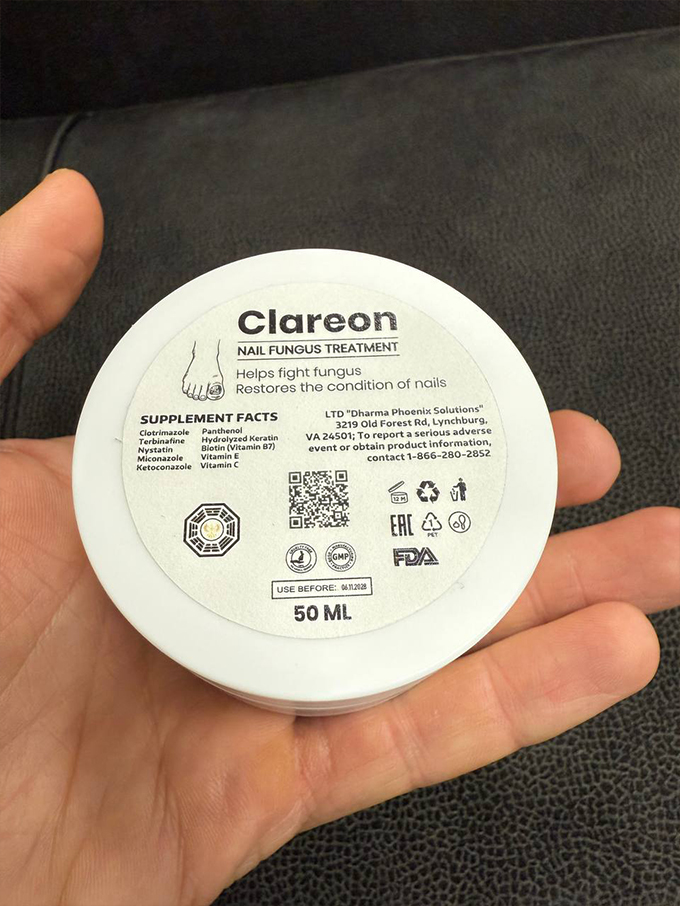 Clareon
NAIL FUNGUS TREATMENT
Helps fight fungus
Restores the condition of nails
SUPPLEMENT FACTS
Clotrimazole
Terbinafine
Nystatin
Miconazole
Ketoconazole
Panthenol
Hydrolyzed Keratin
Biotin (Vitamin B7)
Vitamin E
Vitamin C
LTD "Dharma Phoenix Solutions"
3219 Old Forest Rd, Lynchburg,
VA 24501; To report a serious adverse
event or obtain product information,
contact 1-866-280-2852
12 M
EAC
1
PET
GMP
FDA
USE BEFORE: 06.11.2028
50 ML